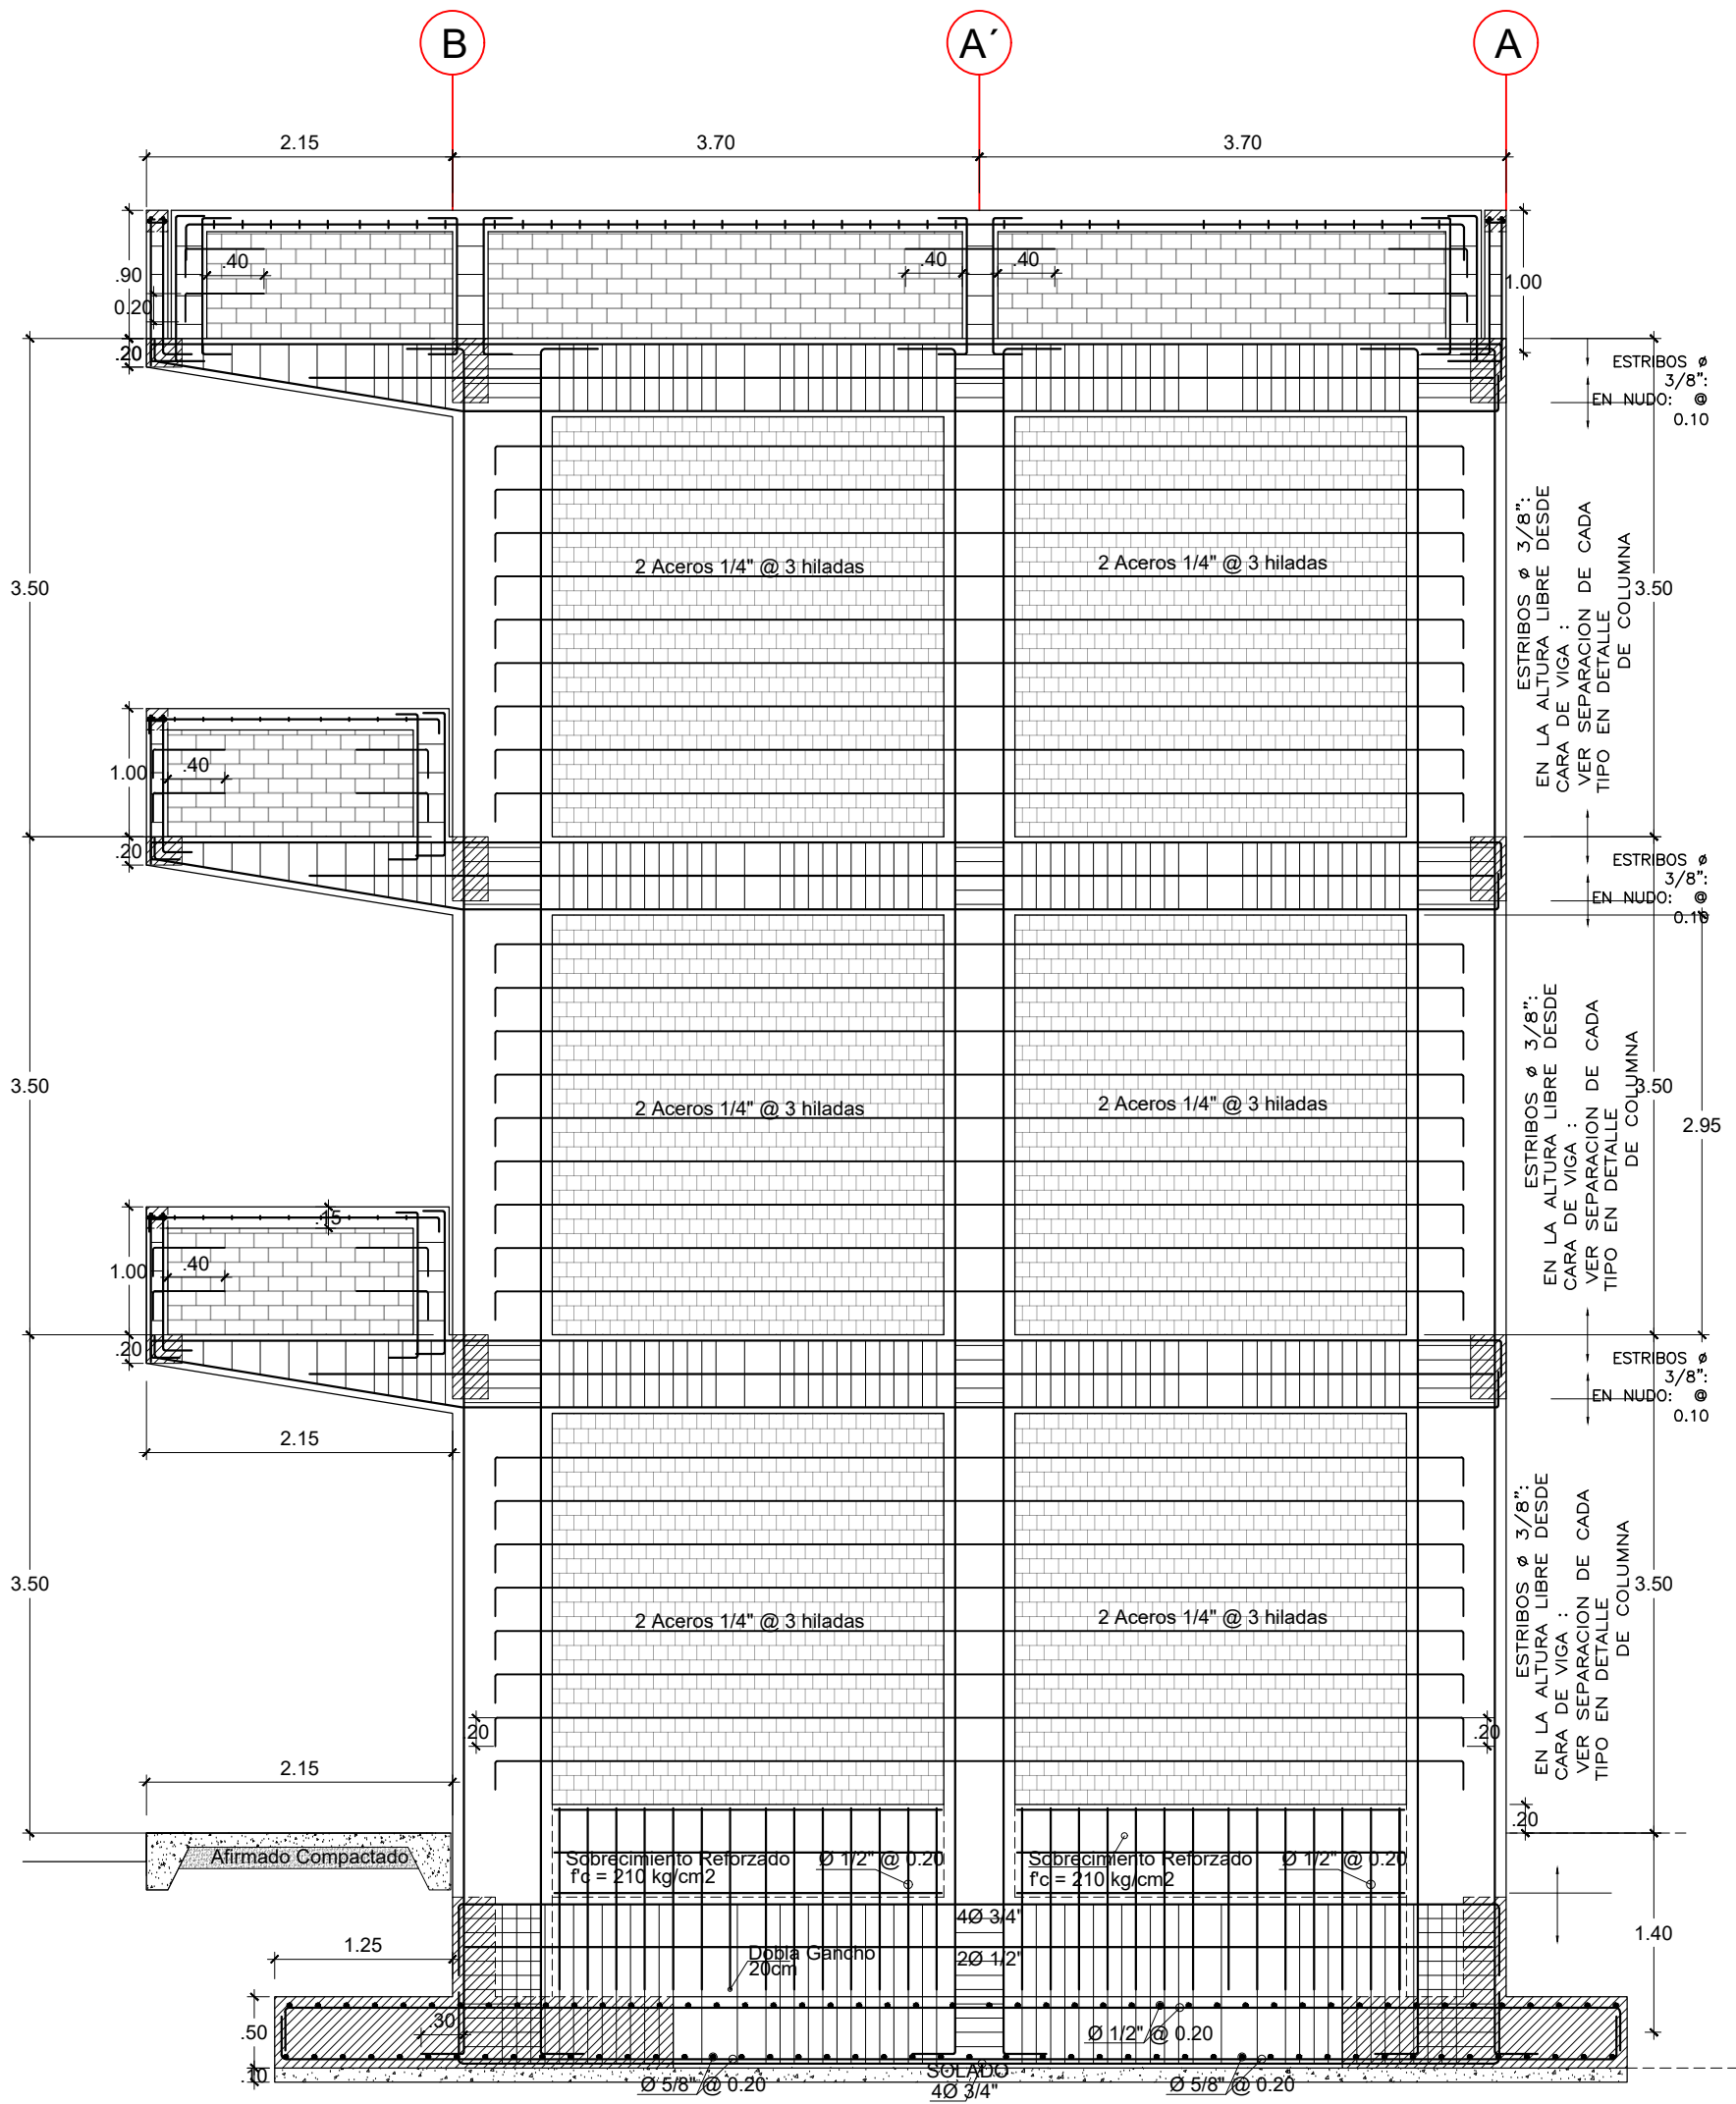 B
A´
A
2.15
3.70
3.70
.90
.40
.40
.40
1.00
0.20
.20
ESTRIBOS ø
3/8":
EN NUDO: @
0.10
3.50
2 Aceros 1/4" @ 3 hiladas
2 Aceros 1/4" @ 3 hiladas
ESTRIBOS ø 3/8":
EN LA ALTURA LIBRE DESDE
CARA DE VIGA :
VER SEPARACION DE CADA
TIPO EN DETALLE
DE COLUMNA
3.50
1.00
.40
.20
ESTRIBOS ø
3/8":
EN NUDO: @
0.10
3.50
2 Aceros 1/4" @ 3 hiladas
2 Aceros 1/4" @ 3 hiladas
ESTRIBOS ø 3/8":
EN LA ALTURA LIBRE DESDE
CARA DE VIGA :
VER SEPARACION DE CADA
TIPO EN DETALLE
DE COLUMNA
3.50
2.95
.15
1.00
.40
.20
ESTRIBOS ø
3/8":
EN NUDO: @
0.10
2.15
3.50
2 Aceros 1/4" @ 3 hiladas
2 Aceros 1/4" @ 3 hiladas
ESTRIBOS ø 3/8":
EN LA ALTURA LIBRE DESDE
CARA DE VIGA :
VER SEPARACION DE CADA
TIPO EN DETALLE
DE COLUMNA
3.50
.20
.20
2.15
.20
Afirmado Compactado
Sobrecimiento Reforzado
f'c = 210 kg/cm2
Ø 1/2" @ 0.20
Sobrecimiento Reforzado
f'c = 210 kg/cm2
Ø 1/2" @ 0.20
4Ø 3/4"
1.25
Dobla Gancho
20cm
2Ø 1/2"
1.40
.50
.30
Ø 1/2" @ 0.20
.10
Ø 5/8" @ 0.20
SOLADO
4Ø 3/4"
Ø 5/8" @ 0.20